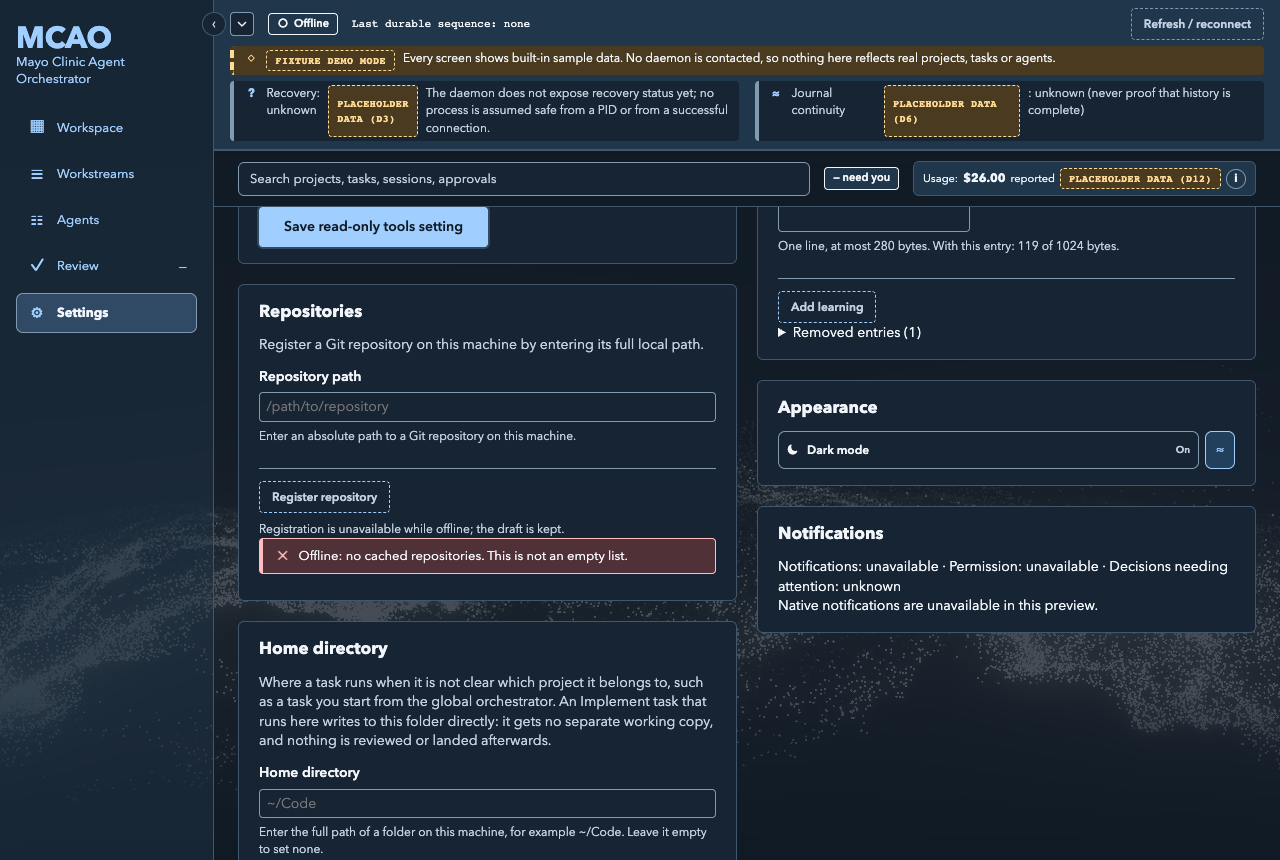 MCAO
Mayo Clinic Agent
Orchestrator
Workspace
Workstreams
Agents
Review –
Settings
Offline
Last durable sequence: none
Refresh / reconnect
FIXTURE DEMO MODE Every screen shows built-in sample data. No daemon is contacted, so nothing here reflects real projects, tasks or agents.
? Recovery:
unknown
PLACEHOLDER
DATA (D3)
The daemon does not expose recovery status yet; no
process is assumed safe from a PID or from a successful
connection.
≈ Journal
continuity
PLACEHOLDER DATA
(D6)
: unknown (never proof that history is
complete)
Search projects, tasks, sessions, approvals
– need you
Usage: $26.00 reported PLACEHOLDER DATA (D12) i
Save read-only tools setting
Repositories
Register a Git repository on this machine by entering its full local path.
Repository path
/path/to/repository
Enter an absolute path to a Git repository on this machine.
Register repository
Registration is unavailable while offline; the draft is kept.
Offline: no cached repositories. This is not an empty list.
Home directory
Where a task runs when it is not clear which project it belongs to, such
as a task you start from the global orchestrator. An Implement task that
runs here writes to this folder directly: it gets no separate working copy,
and nothing is reviewed or landed afterwards.
Home directory
~/Code
Enter the full path of a folder on this machine, for example ~/Code. Leave it empty
to set none.
One line, at most 280 bytes. With this entry: 119 of 1024 bytes.
Add learning
Removed entries (1)
Appearance
Dark mode On ≈
Notifications
Notifications: unavailable · Permission: unavailable · Decisions needing
attention: unknown
Native notifications are unavailable in this preview.